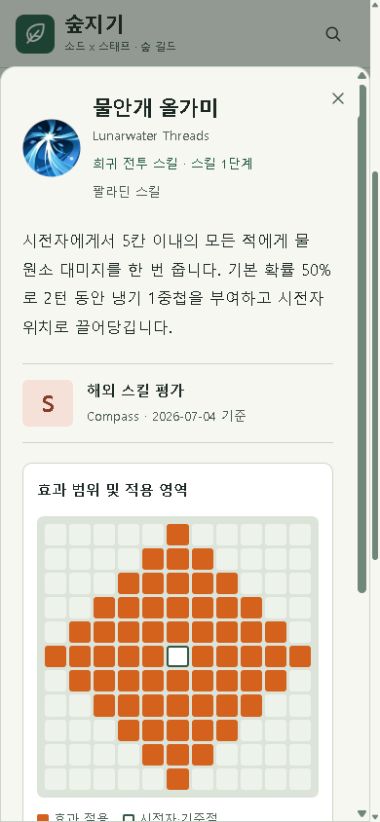 숲지기
소드 x 스태프 · 숲 길드
물안개 올가미
Lunarwater Threads
희귀 전투 스킬 · 스킬 1단계
팔라딘 스킬
시전자에게서 5칸 이내의 모든 적에게 물
원소 대미지를 한 번 줍니다. 기본 확률 50%
로 2턴 동안 냉기 1중첩을 부여하고 시전자
위치로 끌어당깁니다.
S
해외 스킬 평가
Compass · 2026-07-04 기준
효과 범위 및 적용 영역
효과 적용
시전자·기준점